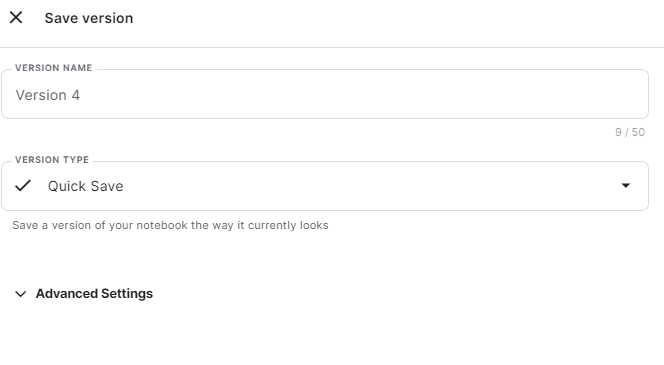 Save version
VERSION NAME
Version 4
9 / 50
VERSION TYPE
Quick Save
Save a version of your notebook the way it currently looks
Advanced Settings